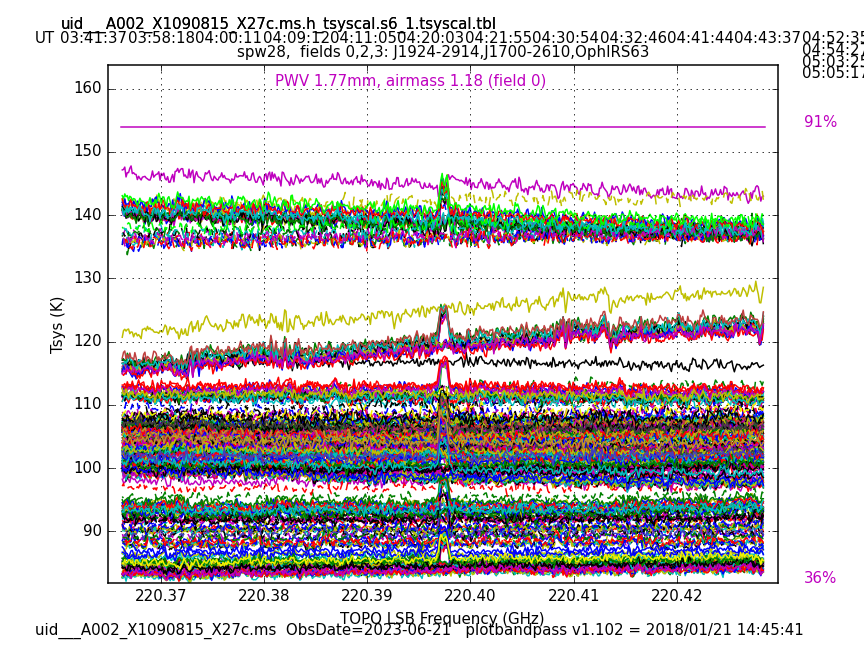 uid___A002_X1090815_X27c.ms.h_tsyscal.s6_1.tsyscal.tbl
UT 03:41:37 03:58:18 04:00:11 04:09:12 04:11:05 04:20:03 04:21:55 04:30:54 04:32:46 04:41:44 04:43:37 04:52:35
04:54:27
05:03:25
05:05:17
spw28,  fields 0,2,3: J1924-2914,J1700-2610,OphIRS63
PWV 1.77mm, airmass 1.18 (field 0)
91%
36%
160
150
140
130
120
110
100
90
Tsys (K)
220.37 220.38 220.39 220.40 220.41 220.42
TOPO LSB Frequency (GHz)
uid___A002_X1090815_X27c.ms  ObsDate=2023-06-21   plotbandpass v1.102 = 2018/01/21 14:45:41